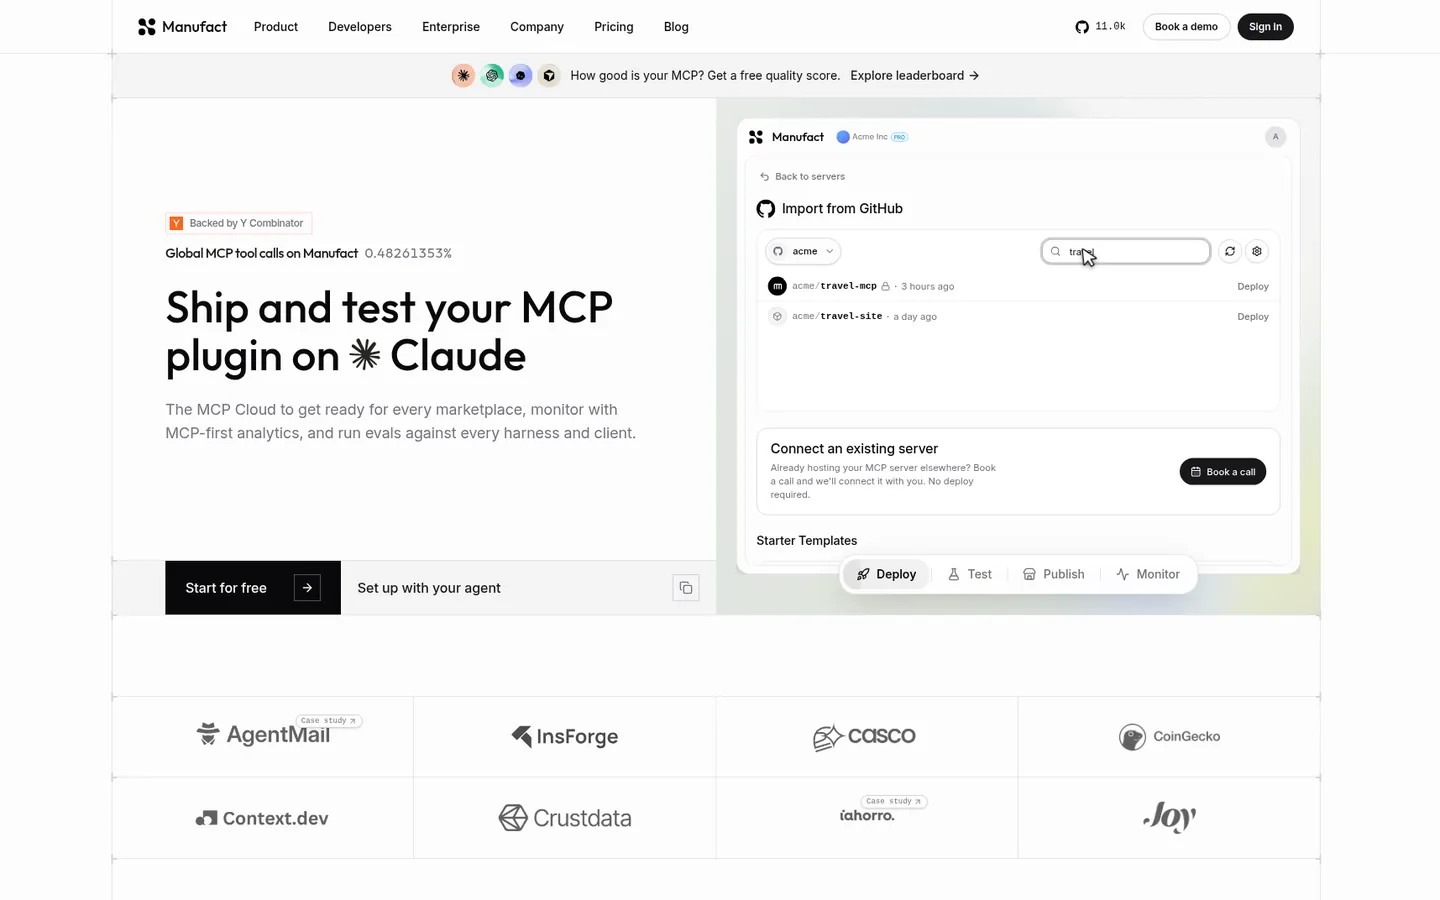 Manufact
Product
Developers
Enterprise
Company
Pricing
Blog
11.0k
Book a demo
Sign in
How good is your MCP? Get a free quality score. Explore leaderboard →
Backed by Y Combinator
Global MCP tool calls on Manufact 0.48261353%
Ship and test your MCP
plugin on Claude
The MCP Cloud to get ready for every marketplace, monitor with
MCP-first analytics, and run evals against every harness and client.
Start for free →
Set up with your agent
Manufact
Acme Inc PRO
A
Back to servers
Import from GitHub
acme
acme/travel-mcp · 3 hours ago
Deploy
acme/travel-site · a day ago
Deploy
Connect an existing server
Already hosting your MCP server elsewhere? Book
a call and we'll connect it with you. No deploy
required.
Book a call
Starter Templates
Deploy
Test
Publish
Monitor
AgentMail
Case study ↗
InsForge
CASCO
CoinGecko
Context.dev
Crustdata
iahorro.
Case study ↗
Joy